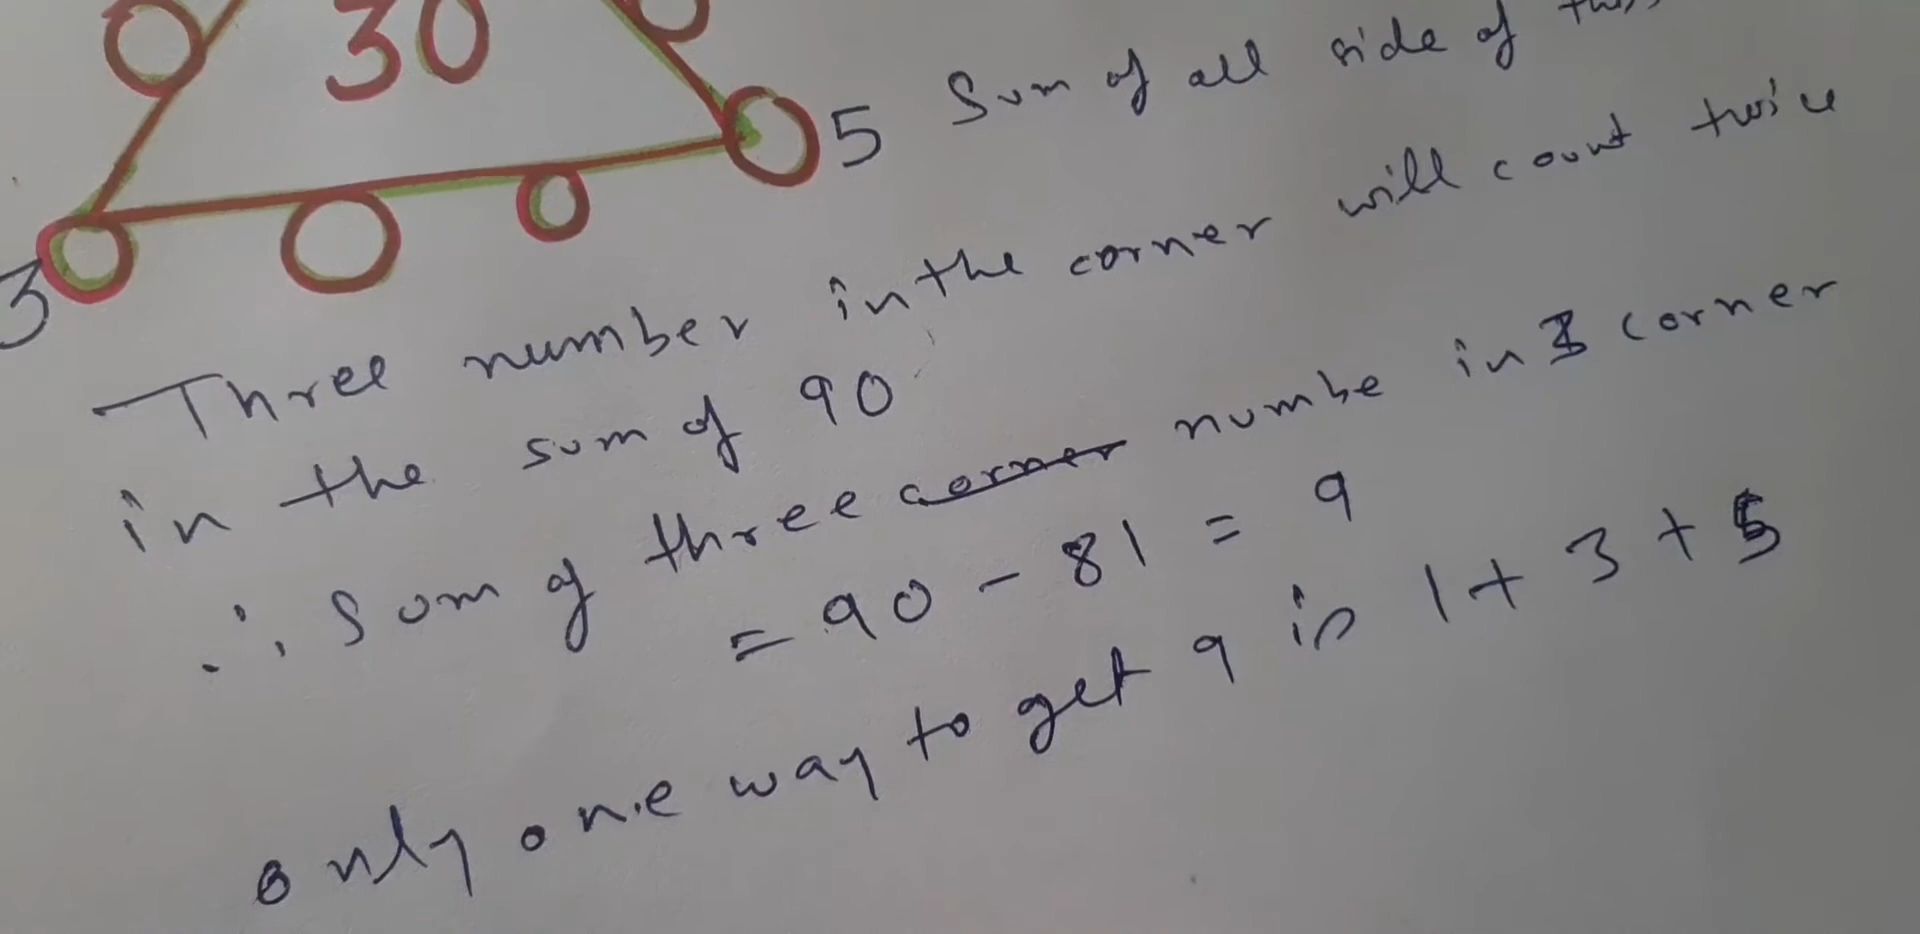 30
5 Sum of all side of
3
Three number in the corner will count twice
in the sum of 90
∴ Sum of three corner numbe in 3 corner
= 90 - 81 = 9
only one way to get 9 is 1 + 3 + 5